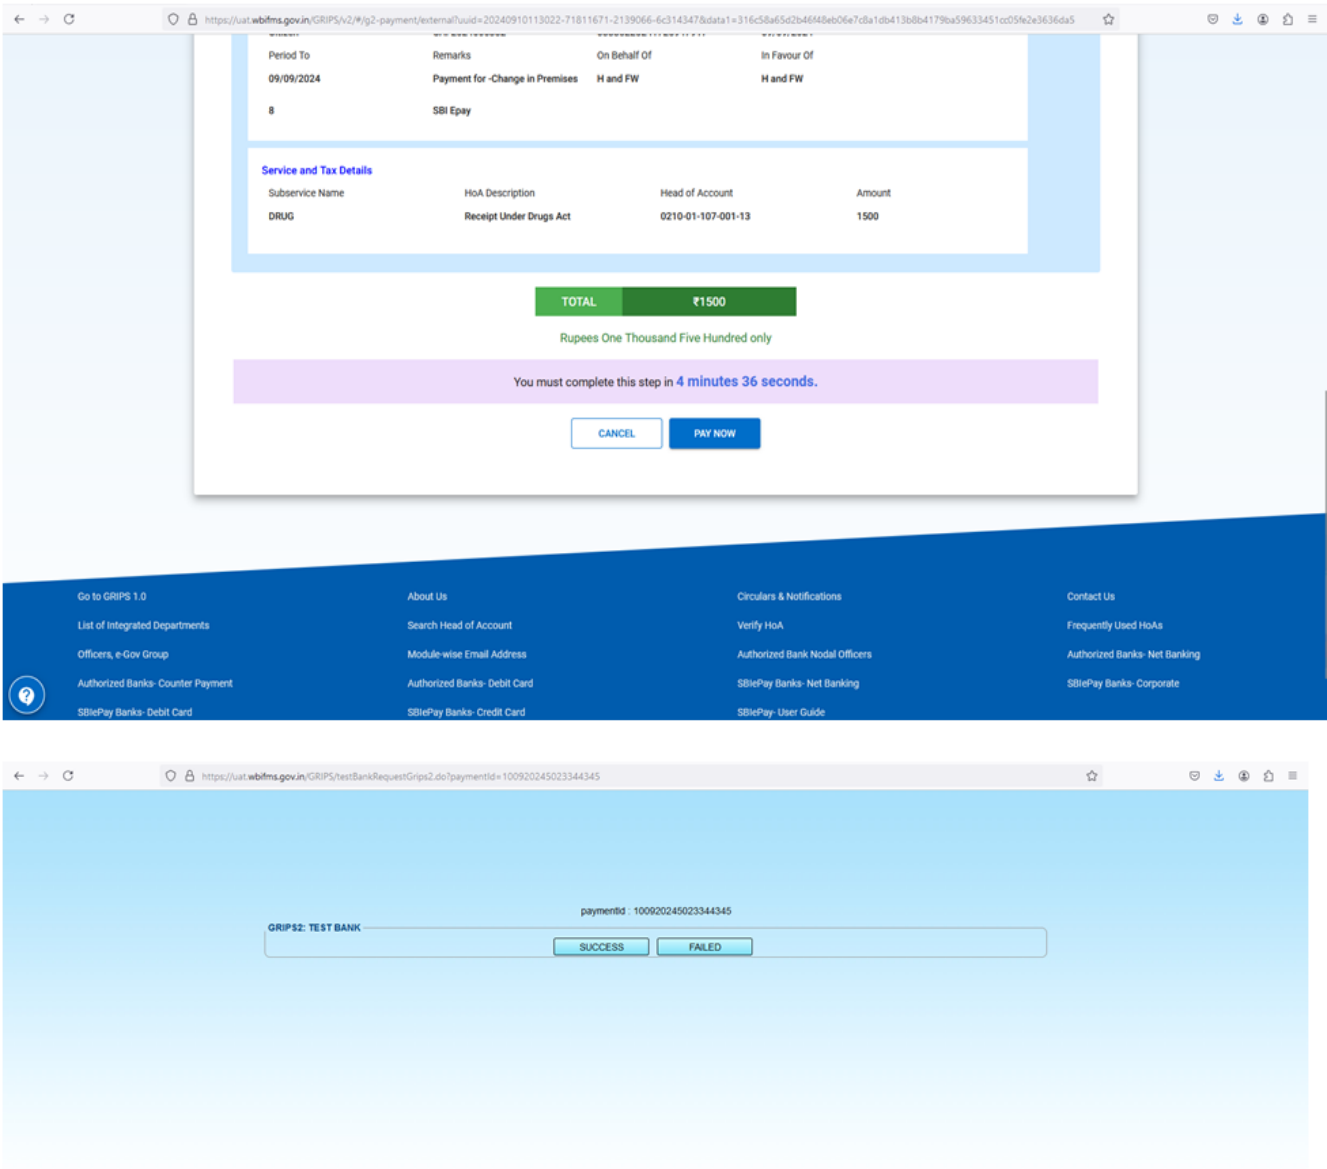 https://uat.wbifms.gov.in/GRIPS/v2/#/g2-payment/external?uuid=20240910113022-71811671-2139066-6c314347&data1=316c58a65d2b46f48eb06e7c8a1db413b8b4179ba59633451cc05fe2e3636da5
Period To Remarks On Behalf Of In Favour Of
09/09/2024 Payment for -Change in Premises H and FW H and FW
8 SBI Epay
Service and Tax Details
Subservice Name HoA Description Head of Account Amount
DRUG Receipt Under Drugs Act 0210-01-107-001-13 1500
TOTAL ₹1500
Rupees One Thousand Five Hundred only
You must complete this step in 4 minutes 36 seconds.
CANCEL PAY NOW
Go to GRIPS 1.0 About Us Circulars & Notifications Contact Us
List of Integrated Departments Search Head of Account Verify HoA Frequently Used HoAs
Officers, e-Gov Group Module-wise Email Address Authorized Bank Nodal Officers Authorized Banks- Net Banking
Authorized Banks- Counter Payment Authorized Banks- Debit Card SBIePay Banks- Net Banking SBIePay Banks- Corporate
SBIePay Banks- Debit Card SBIePay Banks- Credit Card SBIePay- User Guide
https://uat.wbifms.gov.in/GRIPS/testBankRequestGrips2.do?paymentId=100920245023344345
paymentId : 100920245023344345
GRIPS2: TEST BANK
SUCCESS FAILED